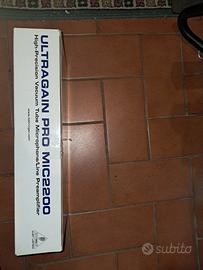 ULTRAGAIN PRO MIC2200
High-Precision Vacuum Tube Microphone/Line Preamplifier
subito